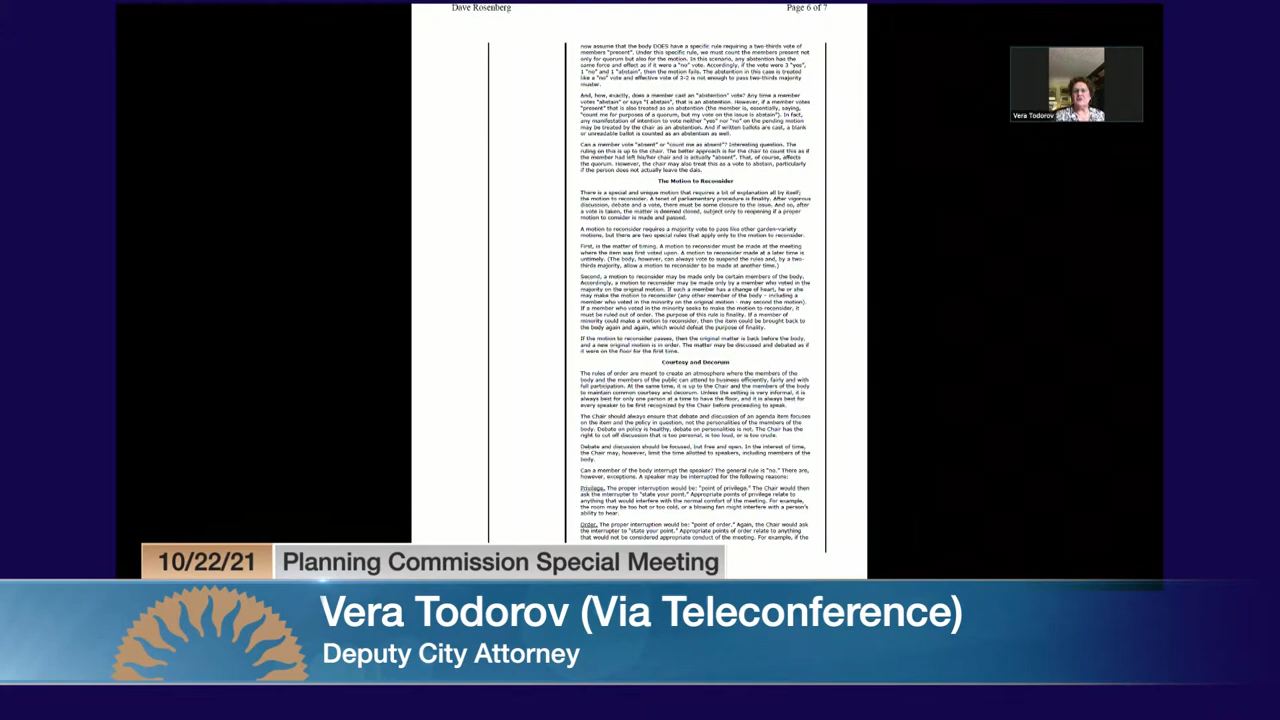 Dave Rosenberg
Page 6 of 7
now assume that the body DOES have a specific rule requiring a two-thirds vote of
members "present". Under this specific rule, we must count the members present not
only for quorum but also for the motion. In this scenario, any abstention has the
same force and effect as if it were a "no" vote. Accordingly, if the vote were 3 "yes",
1 "no" and 1 "abstain", then the motion fails. The abstention in this case is treated
like a "no" vote and effective vote of 3-2 is not enough to pass two-thirds majority
muster.
And, how, exactly, does a member cast an "abstention" vote? Any time a member
votes "abstain" or says "I abstain", that is an abstention. However, if a member votes
"present" that is also treated as an abstention (the member is, essentially, saying,
"count me for purposes of a quorum, but my vote on the issue is abstain"). In fact,
any manifestation of intention to vote neither "yes" nor "no" on the pending motion
may be treated by the chair as an abstention. And if written ballots are cast, a blank
or unreadable ballot is counted as an abstention as well.
Can a member vote "absent" or "count me as absent"? Interesting question. The
ruling on this is up to the chair. The better approach is for the chair to count this as if
the member had left his/her chair and is actually "absent". That, of course, affects
the quorum. However, the chair may also treat this as a vote to abstain, particularly
if the person does not actually leave the dais.
The Motion to Reconsider
There is a special and unique motion that requires a bit of explanation all by itself;
the motion to reconsider. A tenet of parliamentary procedure is finality. After vigorous
discussion, debate and a vote, there must be some closure to the issue. And so, after
a vote is taken, the matter is deemed closed, subject only to reopening if a proper
motion to consider is made and passed.
A motion to reconsider requires a majority vote to pass like other garden-variety
motions, but there are two special rules that apply only to the motion to reconsider.
First, is the matter of timing. A motion to reconsider must be made at the meeting
where the item was first voted upon. A motion to reconsider made at a later time is
untimely. (The body, however, can always vote to suspend the rules and, by a two-
thirds majority, allow a motion to reconsider to be made at another time.)
Second, a motion to reconsider may be made only be certain members of the body.
Accordingly, a motion to reconsider may be made only by a member who voted in the
majority on the original motion. If such a member has a change of heart, he or she
may make the motion to reconsider (any other member of the body – including a
member who voted in the minority on the original motion - may second the motion).
If a member who voted in the minority seeks to make the motion to reconsider, it
must be ruled out of order. The purpose of this rule is finality. If a member of
minority could make a motion to reconsider, then the item could be brought back to
the body again and again, which would defeat the purpose of finality.
If the motion to reconsider passes, then the original matter is back before the body,
and a new original motion is in order. The matter may be discussed and debated as if
it were on the floor for the first time.
Courtesy and Decorum
The rules of order are meant to create an atmosphere where the members of the
body and the members of the public can attend to business efficiently, fairly and with
full participation. At the same time, it is up to the Chair and the members of the body
to maintain common courtesy and decorum. Unless the setting is very informal, it is
always best for only one person at a time to have the floor, and it is always best for
every speaker to be first recognized by the Chair before proceeding to speak.
The Chair should always ensure that debate and discussion of an agenda item focuses
on the item and the policy in question, not the personalities of the members of the
body. Debate on policy is healthy, debate on personalities is not. The Chair has the
right to cut off discussion that is too personal, is too loud, or is too crude.
Debate and discussion should be focused, but free and open. In the interest of time,
the Chair may, however, limit the time allotted to speakers, including members of the
body.
Can a member of the body interrupt the speaker? The general rule is "no." There are,
however, exceptions. A speaker may be interrupted for the following reasons:
Privilege. The proper interruption would be: "point of privilege." The Chair would then
ask the interrupter to "state your point." Appropriate points of privilege relate to
anything that would interfere with the normal comfort of the meeting. For example,
the room may be too hot or too cold, or a blowing fan might interfere with a person's
ability to hear.
Order. The proper interruption would be: "point of order." Again, the Chair would ask
the interrupter to "state your point." Appropriate points of order relate to anything
that would not be considered appropriate conduct of the meeting. For example, if the
Vera Todorov
10/22/21
Planning Commission Special Meeting
Vera Todorov (Via Teleconference)
Deputy City Attorney